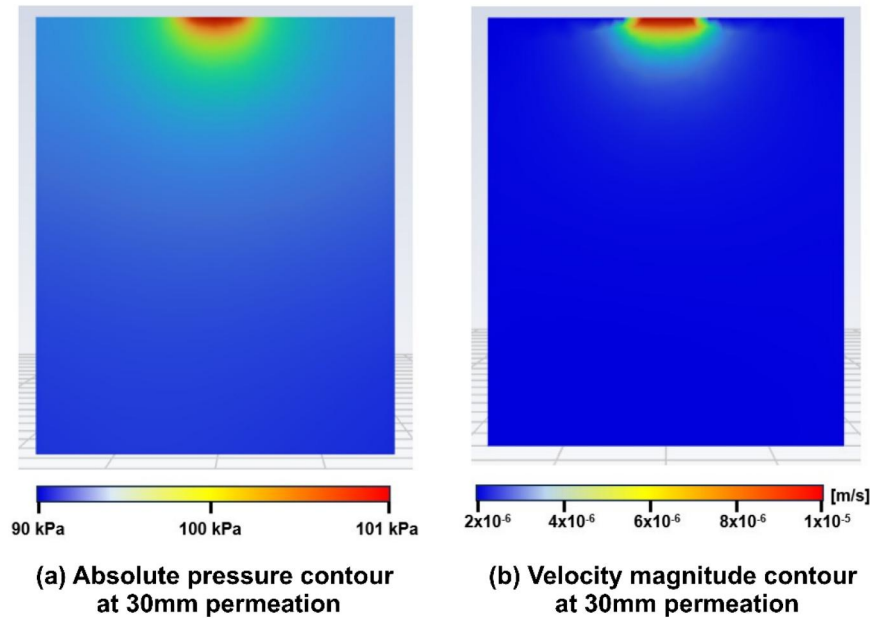 90 kPa 100 kPa 101 kPa
[m/s]
2x10⁻⁶ 4x10⁻⁶ 6x10⁻⁶ 8x10⁻⁶ 1x10⁻⁵
(a) Absolute pressure contour
at 30mm permeation
(b) Velocity magnitude contour
at 30mm permeation